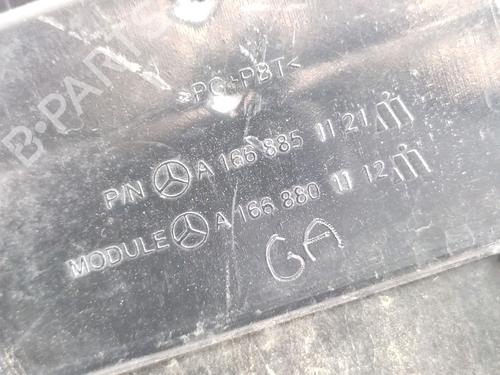 B-PARTS
>PC+PBT<
P/N A 166 885 11 21
MODULE A 166 880 11 12
GA